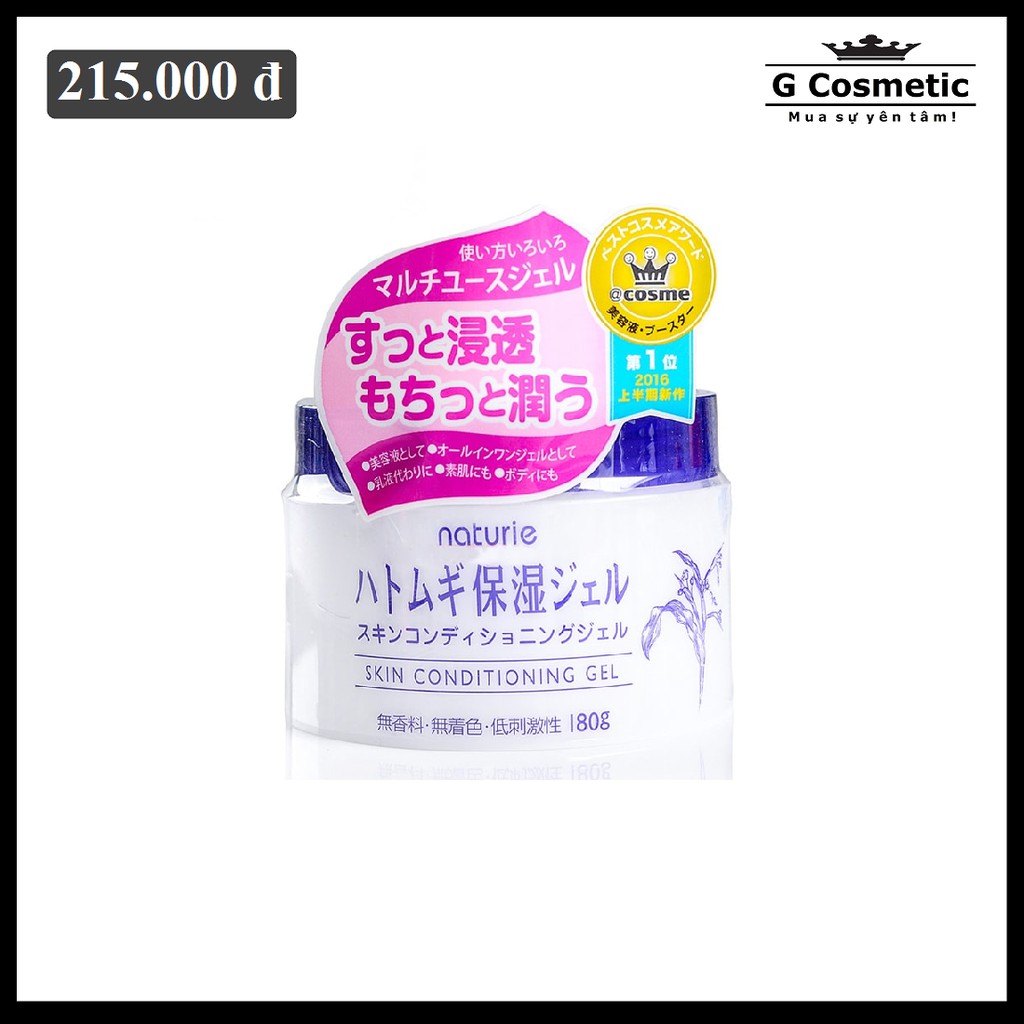 215.000 đ
G Cosmetic
Mua sự yên tâm!
使い方いろいろ
マルチユースジェル
すっと浸透
もちっと潤う
●美容液として●オールインワンジェルとして
●乳液代わりに●素肌にも●ボディにも
ベストコスメアワード
@cosme
美容液・ブースター
第1位
2016
上半期新作
naturie
ハトムギ保湿ジェル
スキンコンディショニングジェル
SKIN CONDITIONING GEL
無香料・無着色・低刺激性 180g